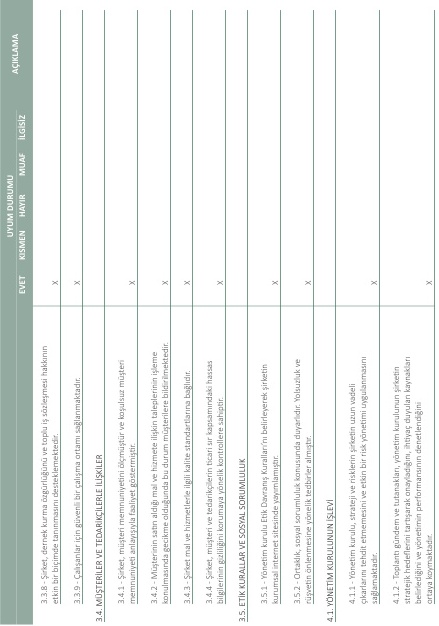 UYUM DURUMU
EVET KISMEN HAYIR MUAF İLGİSİZ AÇIKLAMA
3.3.8 - Şirket, dernek kurma özgürlüğünü ve toplu iş sözleşmesi hakkının
etkin bir biçimde tanınmasını desteklemektedir. X
3.3.9 - Çalışanlar için güvenli bir çalışma ortamı sağlanmaktadır. X
3.4. MÜŞTERİLER VE TEDARİKÇİLERLE İLİŞKİLER
3.4.1 - Şirket, müşteri memnuniyetini ölçmüştür ve koşulsuz müşteri
memnuniyeti anlayışıyla faaliyet göstermiştir. X
3.4.2 - Müşterinin satın aldığı mal ve hizmete ilişkin taleplerinin işleme
konulmasında gecikme olduğunda bu durum müşterilere bildirilmektedir. X
3.4.3 - Şirket mal ve hizmetlerle ilgili kalite standartlarına bağlıdır. X
3.4.4 - Şirket, müşteri ve tedarikçilerin ticari sır kapsamındaki hassas
bilgilerinin gizliliğini korumaya yönelik kontrollere sahiptir. X
3.5. ETİK KURALLAR VE SOSYAL SORUMLULUK
3.5.1 - Yönetim kurulu Etik Davranış Kuralları'nı belirleyerek şirketin
kurumsal internet sitesinde yayımlamıştır. X
3.5.2 - Ortaklık, sosyal sorumluluk konusunda duyarlıdır. Yolsuzluk ve
rüşvetin önlenmesine yönelik tedbirler almıştır. X
4.1. YÖNETİM KURULUNUN İŞLEVİ
4.1.1 - Yönetim kurulu, strateji ve risklerin şirketin uzun vadeli
çıkarlarını tehdit etmemesini ve etkin bir risk yönetimi uygulanmasını
sağlamaktadır. X
4.1.2 - Toplantı gündem ve tutanakları, yönetim kurulunun şirketin
stratejik hedeflerini tartışarak onayladığını, ihtiyaç duyulan kaynakları
belirlediğini ve yönetimin performansının denetlendiğini
ortaya koymaktadır. X